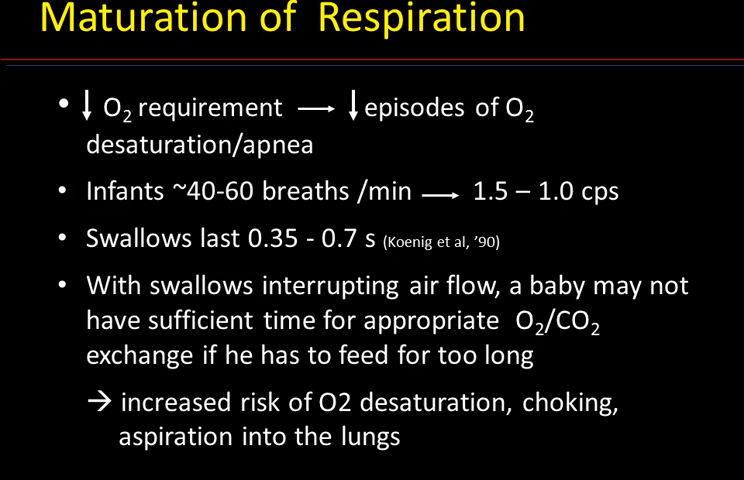 Maturation of Respiration
• ↓ O₂ requirement → ↓ episodes of O₂
desaturation/apnea
• Infants ~40-60 breaths /min → 1.5 – 1.0 cps
• Swallows last 0.35 - 0.7 s (Koenig et al, ’90)
• With swallows interrupting air flow, a baby may not
have sufficient time for appropriate O₂/CO₂
exchange if he has to feed for too long
→ increased risk of O2 desaturation, choking,
aspiration into the lungs